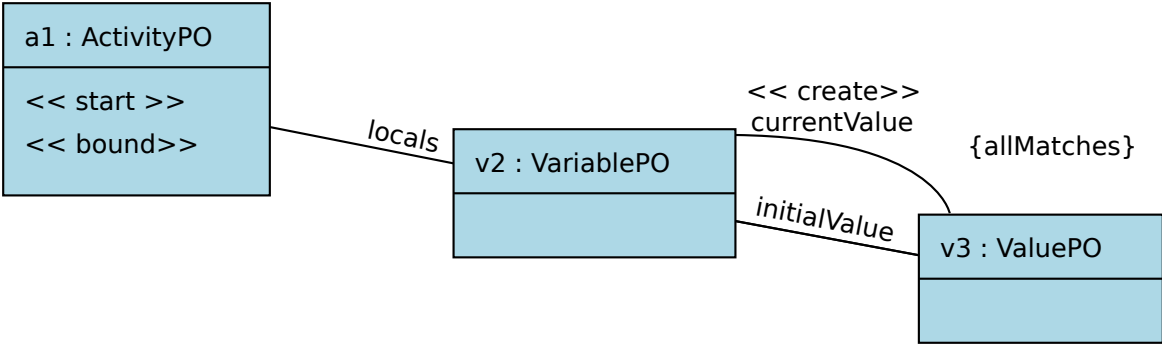 a1 : ActivityPO
<< start >>
<< bound>>
locals
v2 : VariablePO
<< create>>
currentValue
initialValue
{allMatches}
v3 : ValuePO